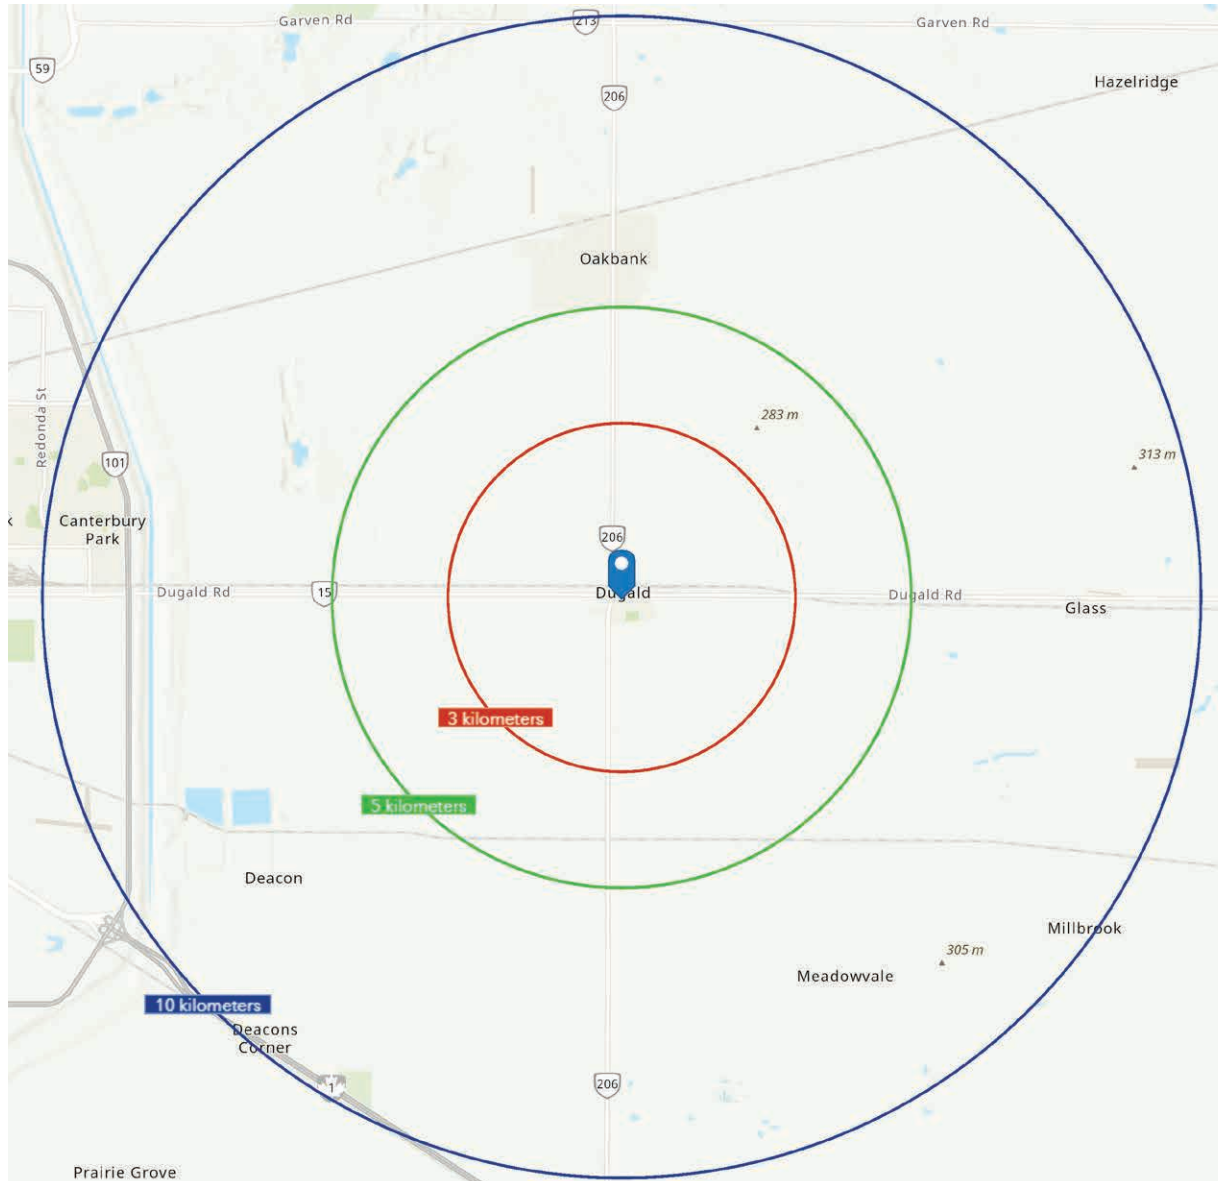 Garven Rd
213
Garven Rd
59
Hazelridge
206
Oakbank
283 m
Redonda St
313 m
101
k
Canterbury
Park
206
Dugald Rd
15
Dugald
Dugald Rd
Glass
3 kilometers
5 kilometers
Deacon
Millbrook
305 m
Meadowvale
10 kilometers
Deacons
Corner
1
206
Prairie Grove